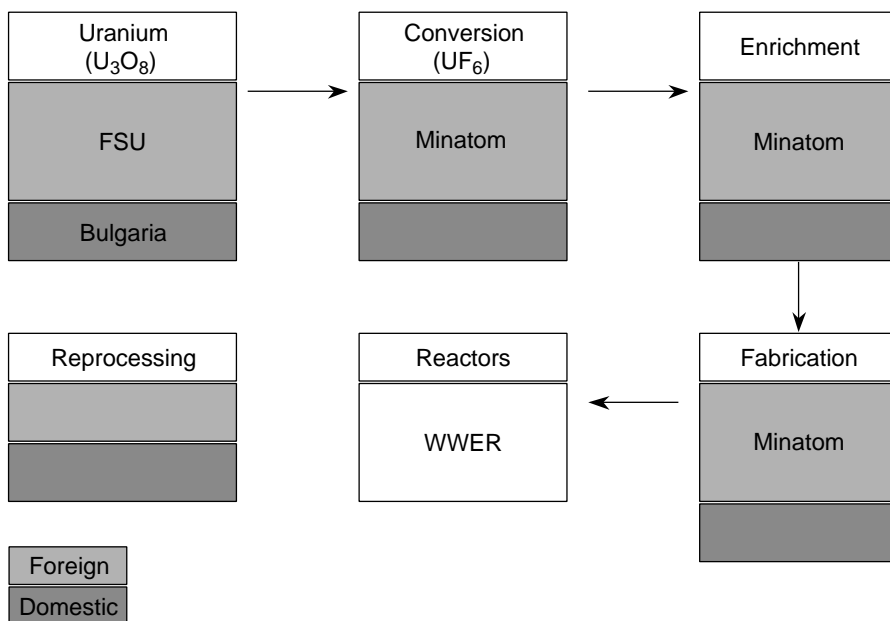 Uranium
(U₃O₈)
Conversion
(UF₆)
Enrichment
FSU
Minatom
Minatom
Bulgaria
Reprocessing
Reactors
Fabrication
WWER
Minatom
Foreign
Domestic